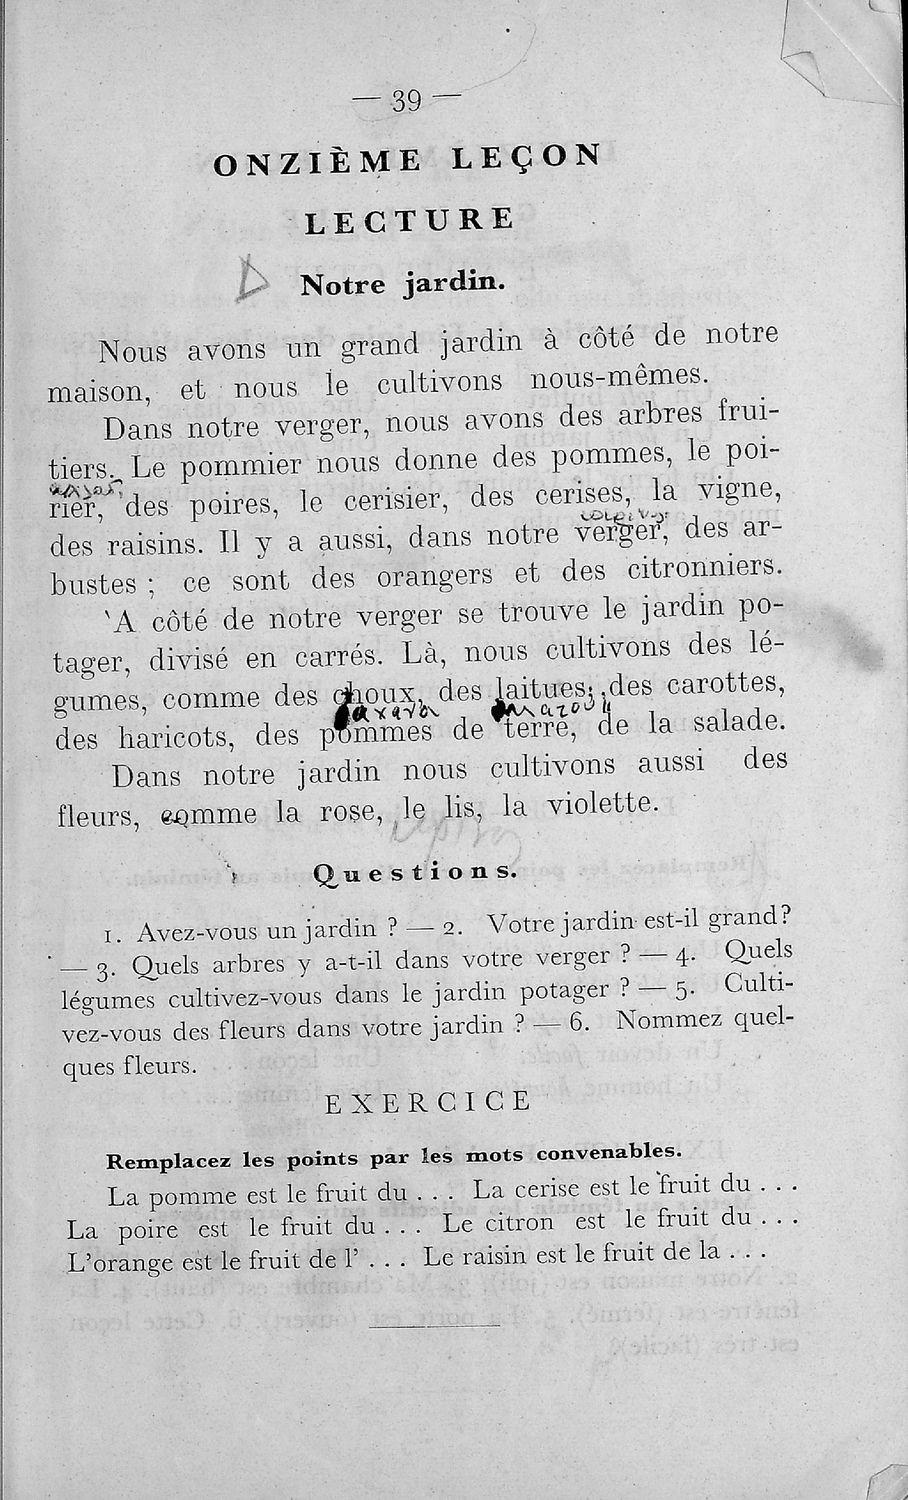 — 39 —
ONZIÈME LEÇON
LECTURE
Notre jardin.
Nous avons un grand jardin à côté de notre
maison, et nous le cultivons nous-mêmes.
Dans notre verger, nous avons des arbres frui-
tiers. Le pommier nous donne des pommes, le poi-
rier, des poires, le cerisier, des cerises, la vigne,
des raisins. Il y a aussi, dans notre verger, des ar-
bustes ; ce sont des orangers et des citronniers.
'A côté de notre verger se trouve le jardin po-
tager, divisé en carrés. Là, nous cultivons des lé-
gumes, comme des choux, des laitues, des carottes,
des haricots, des pommes de terre, de la salade.
Dans notre jardin nous cultivons aussi des
fleurs, comme la rose, le lis, la violette.
Questions.
1. Avez-vous un jardin ? — 2. Votre jardin est-il grand?
— 3. Quels arbres y a-t-il dans votre verger ? — 4. Quels
légumes cultivez-vous dans le jardin potager ? — 5. Culti-
vez-vous des fleurs dans votre jardin ? — 6. Nommez quel-
ques fleurs.
EXERCICE
Remplacez les points par les mots convenables.
La pomme est le fruit du . . . La cerise est le fruit du . . .
La poire est le fruit du . . . Le citron est le fruit du . . .
L'orange est le fruit de l' . . . Le raisin est le fruit de la . . .